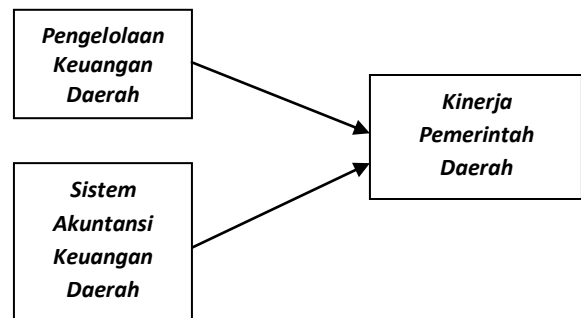 Pengelolaan
Keuangan
Daerah
Kinerja
Pemerintah
Daerah
Sistem
Akuntansi
Keuangan
Daerah